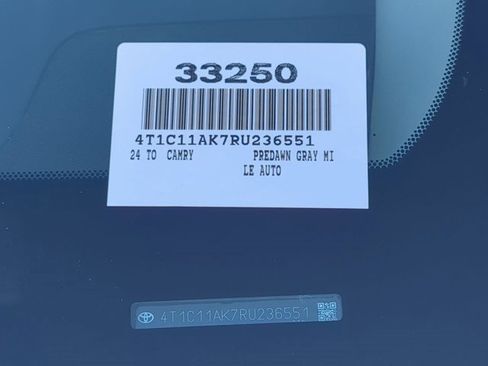 33250
4T1C11AK7RU236551
24 TO CAMRY PREDAWN GRAY MI
LE AUTO
4T1C11AK7RU236551